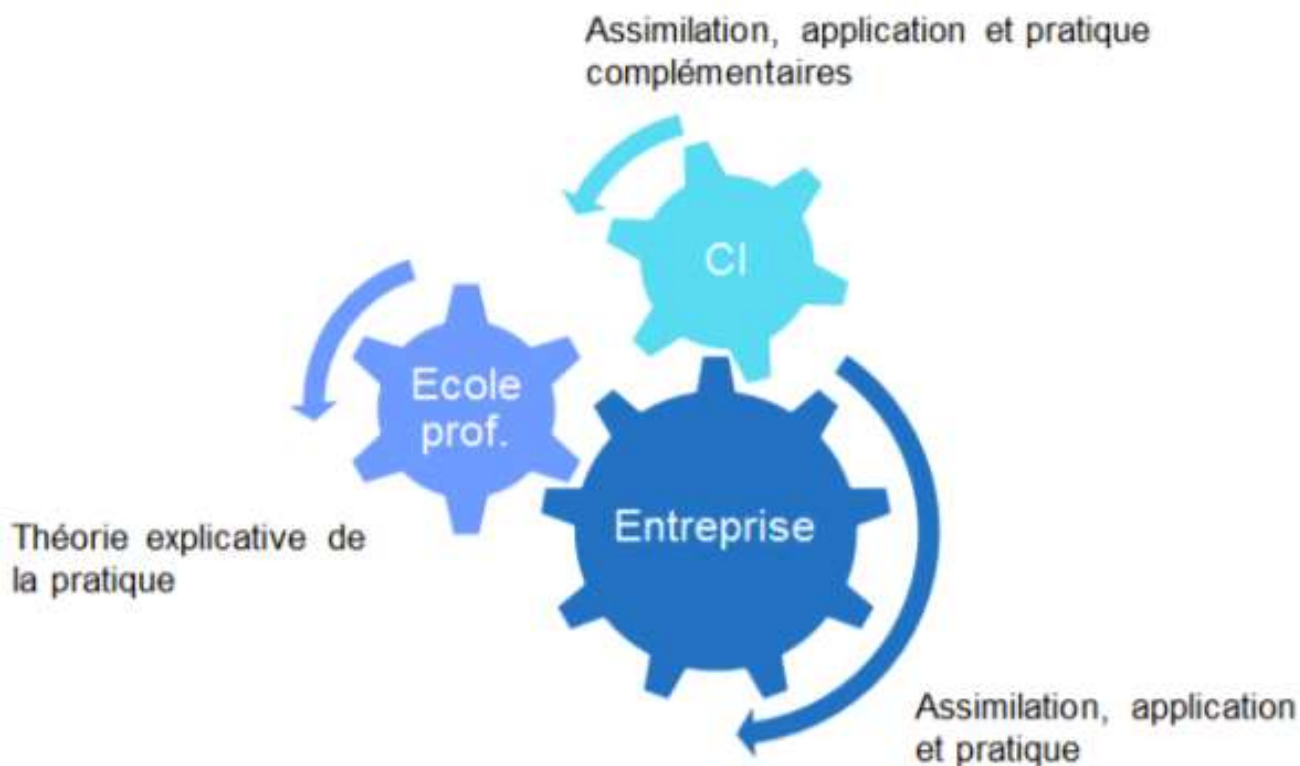 Assimilation, application et pratique
complémentaires
CI
Ecole
prof.
Entreprise
Théorie explicative de
la pratique
Assimilation, application
et pratique